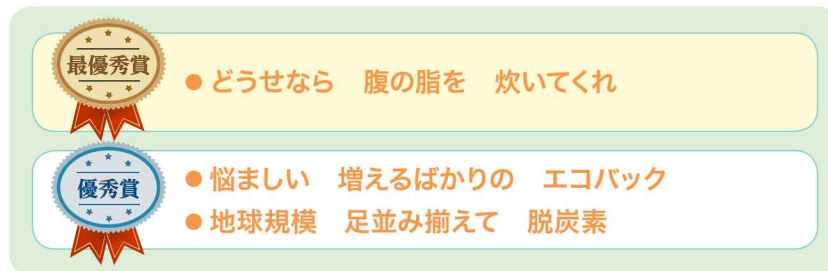 最優秀賞
●どうせなら　腹の脂を　炊いてくれ
優秀賞
●悩ましい　増えるばかりの　エコバック
●地球規模　足並み揃えて　脱炭素